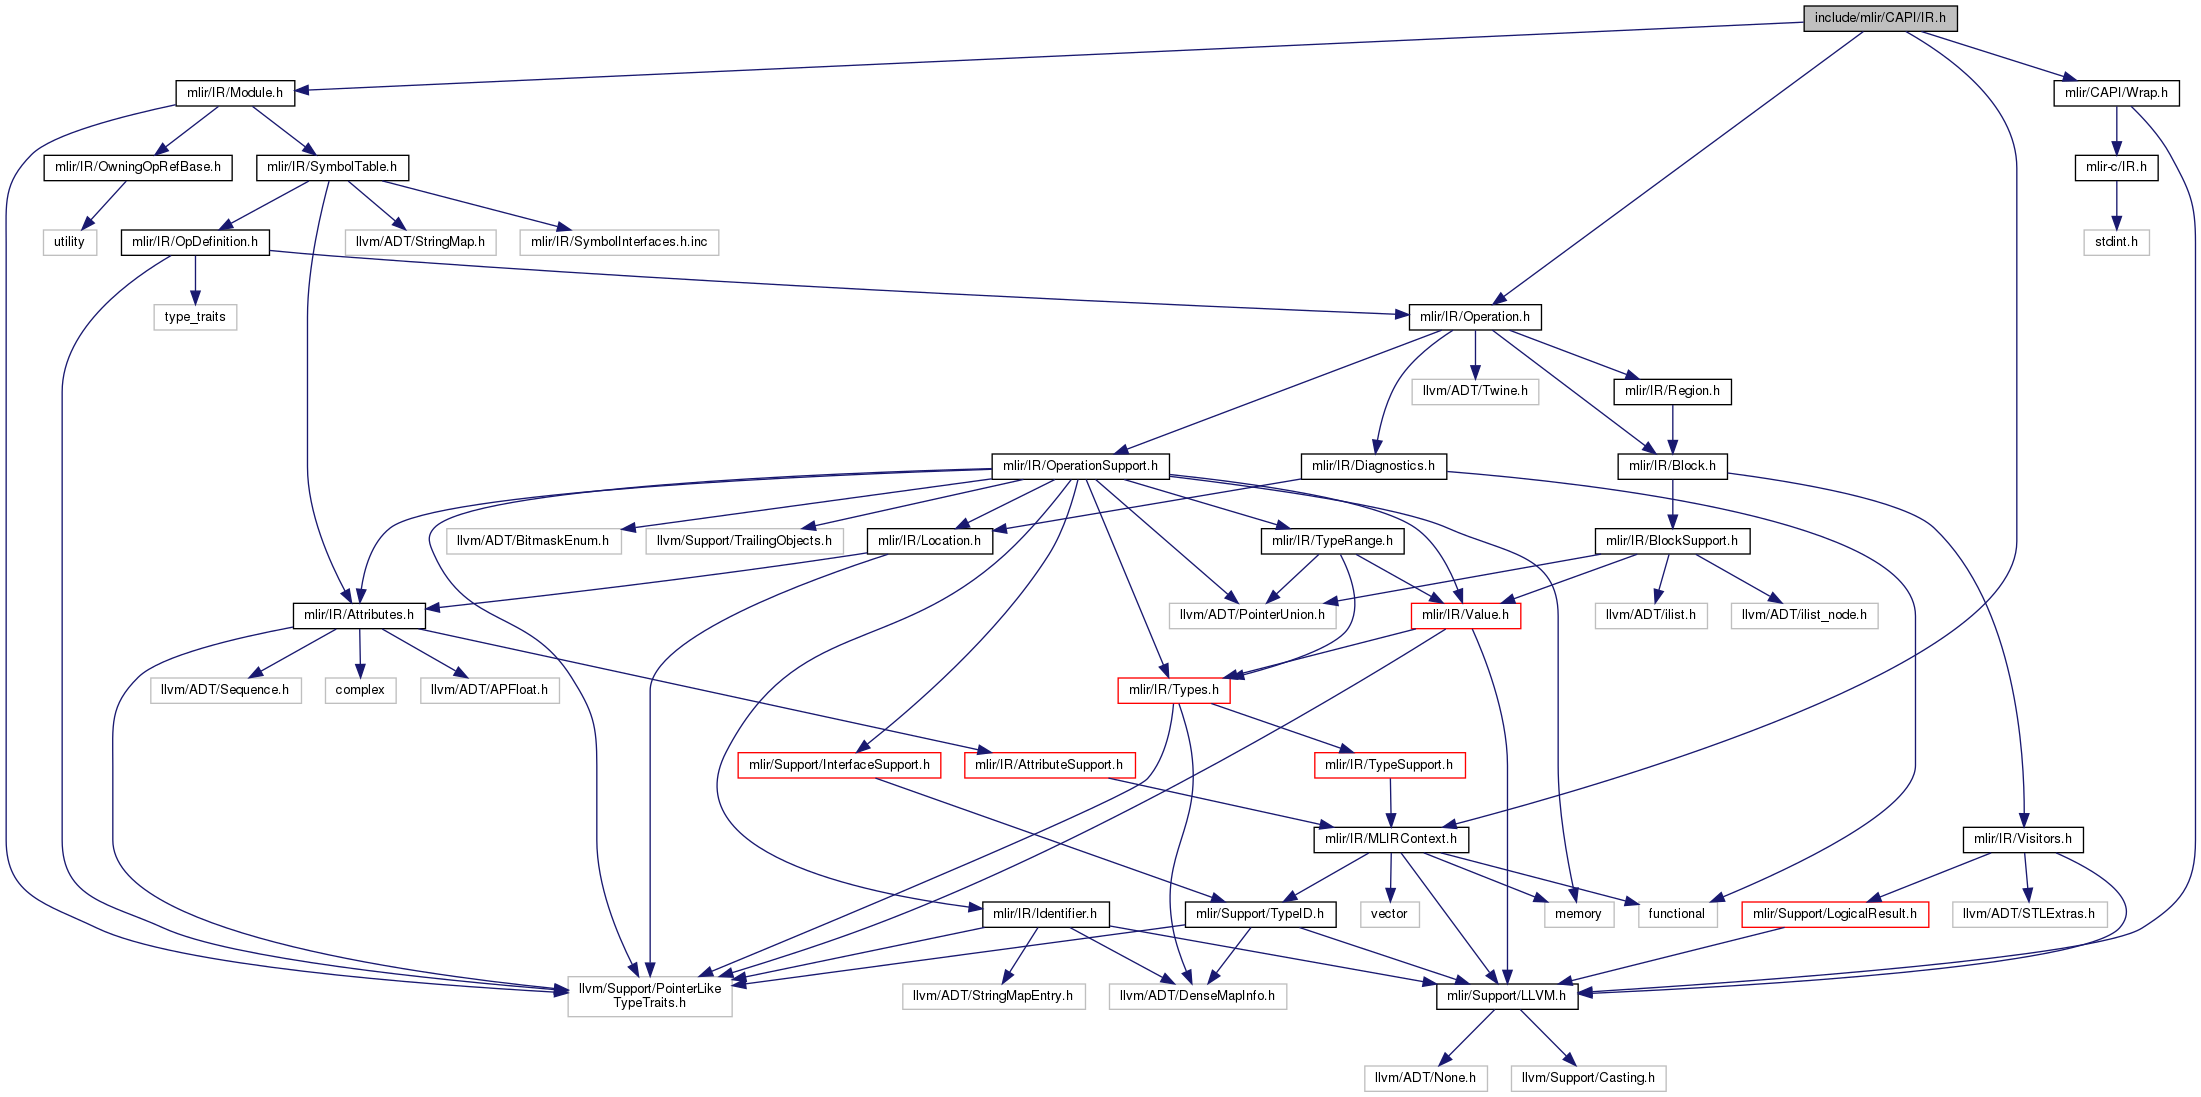 include/mlir/CAPI/IR.h
mlir/IR/Module.h
mlir/CAPI/Wrap.h
mlir/IR/OwningOpRefBase.h
mlir/IR/SymbolTable.h
mlir-c/IR.h
utility
mlir/IR/OpDefinition.h
llvm/ADT/StringMap.h
mlir/IR/SymbolInterfaces.h.inc
stdint.h
type_traits
mlir/IR/Operation.h
llvm/ADT/Twine.h
mlir/IR/Region.h
mlir/IR/OperationSupport.h
mlir/IR/Diagnostics.h
mlir/IR/Block.h
llvm/ADT/BitmaskEnum.h
llvm/Support/TrailingObjects.h
mlir/IR/Location.h
mlir/IR/TypeRange.h
mlir/IR/BlockSupport.h
mlir/IR/Attributes.h
llvm/ADT/PointerUnion.h
mlir/IR/Value.h
llvm/ADT/ilist.h
llvm/ADT/ilist_node.h
llvm/ADT/Sequence.h
complex
llvm/ADT/APFloat.h
mlir/IR/Types.h
mlir/Support/InterfaceSupport.h
mlir/IR/AttributeSupport.h
mlir/IR/TypeSupport.h
mlir/IR/MLIRContext.h
mlir/IR/Visitors.h
mlir/IR/Identifier.h
mlir/Support/TypeID.h
vector
memory
functional
mlir/Support/LogicalResult.h
llvm/ADT/STLExtras.h
llvm/Support/PointerLike
TypeTraits.h
llvm/ADT/StringMapEntry.h
llvm/ADT/DenseMapInfo.h
mlir/Support/LLVM.h
llvm/ADT/None.h
llvm/Support/Casting.h